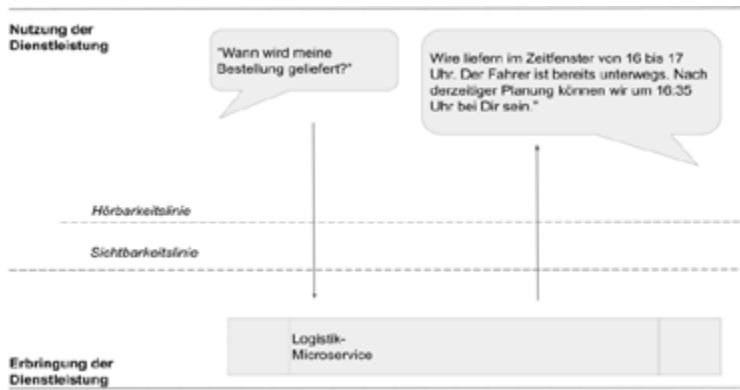 Nutzung der
Dienstleistung
"Wann wird meine
Bestellung geliefert?"
Wire liefern im Zeitfenster von 16 bis 17
Uhr. Der Fahrer ist bereits unterwegs. Nach
derzeitiger Planung können wir um 16:35
Uhr bei Dir sein."
Hörbarkeitslinie
Sichtbarkeitslinie
Logistik-
Microservice
Erbringung der
Dienstleistung